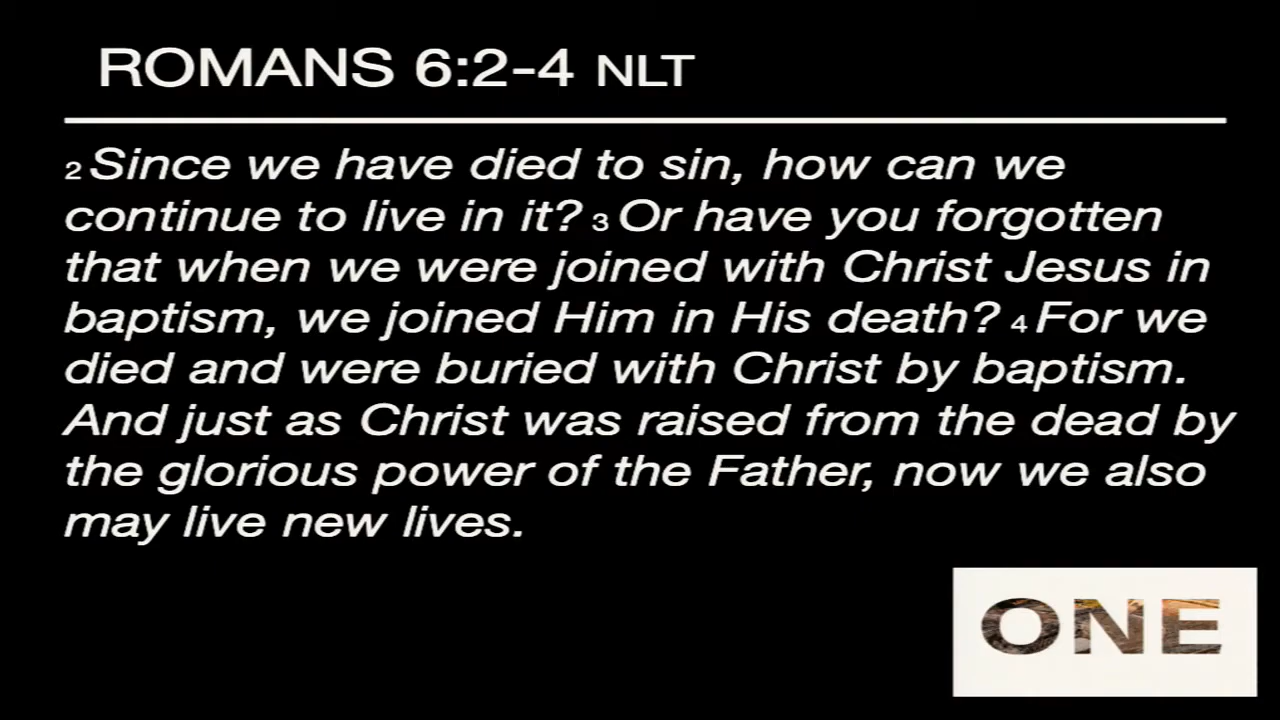 ROMANS 6:2-4 NLT
2 Since we have died to sin, how can we
continue to live in it? 3 Or have you forgotten
that when we were joined with Christ Jesus in
baptism, we joined Him in His death? 4 For we
died and were buried with Christ by baptism.
And just as Christ was raised from the dead by
the glorious power of the Father, now we also
may live new lives.
ONE